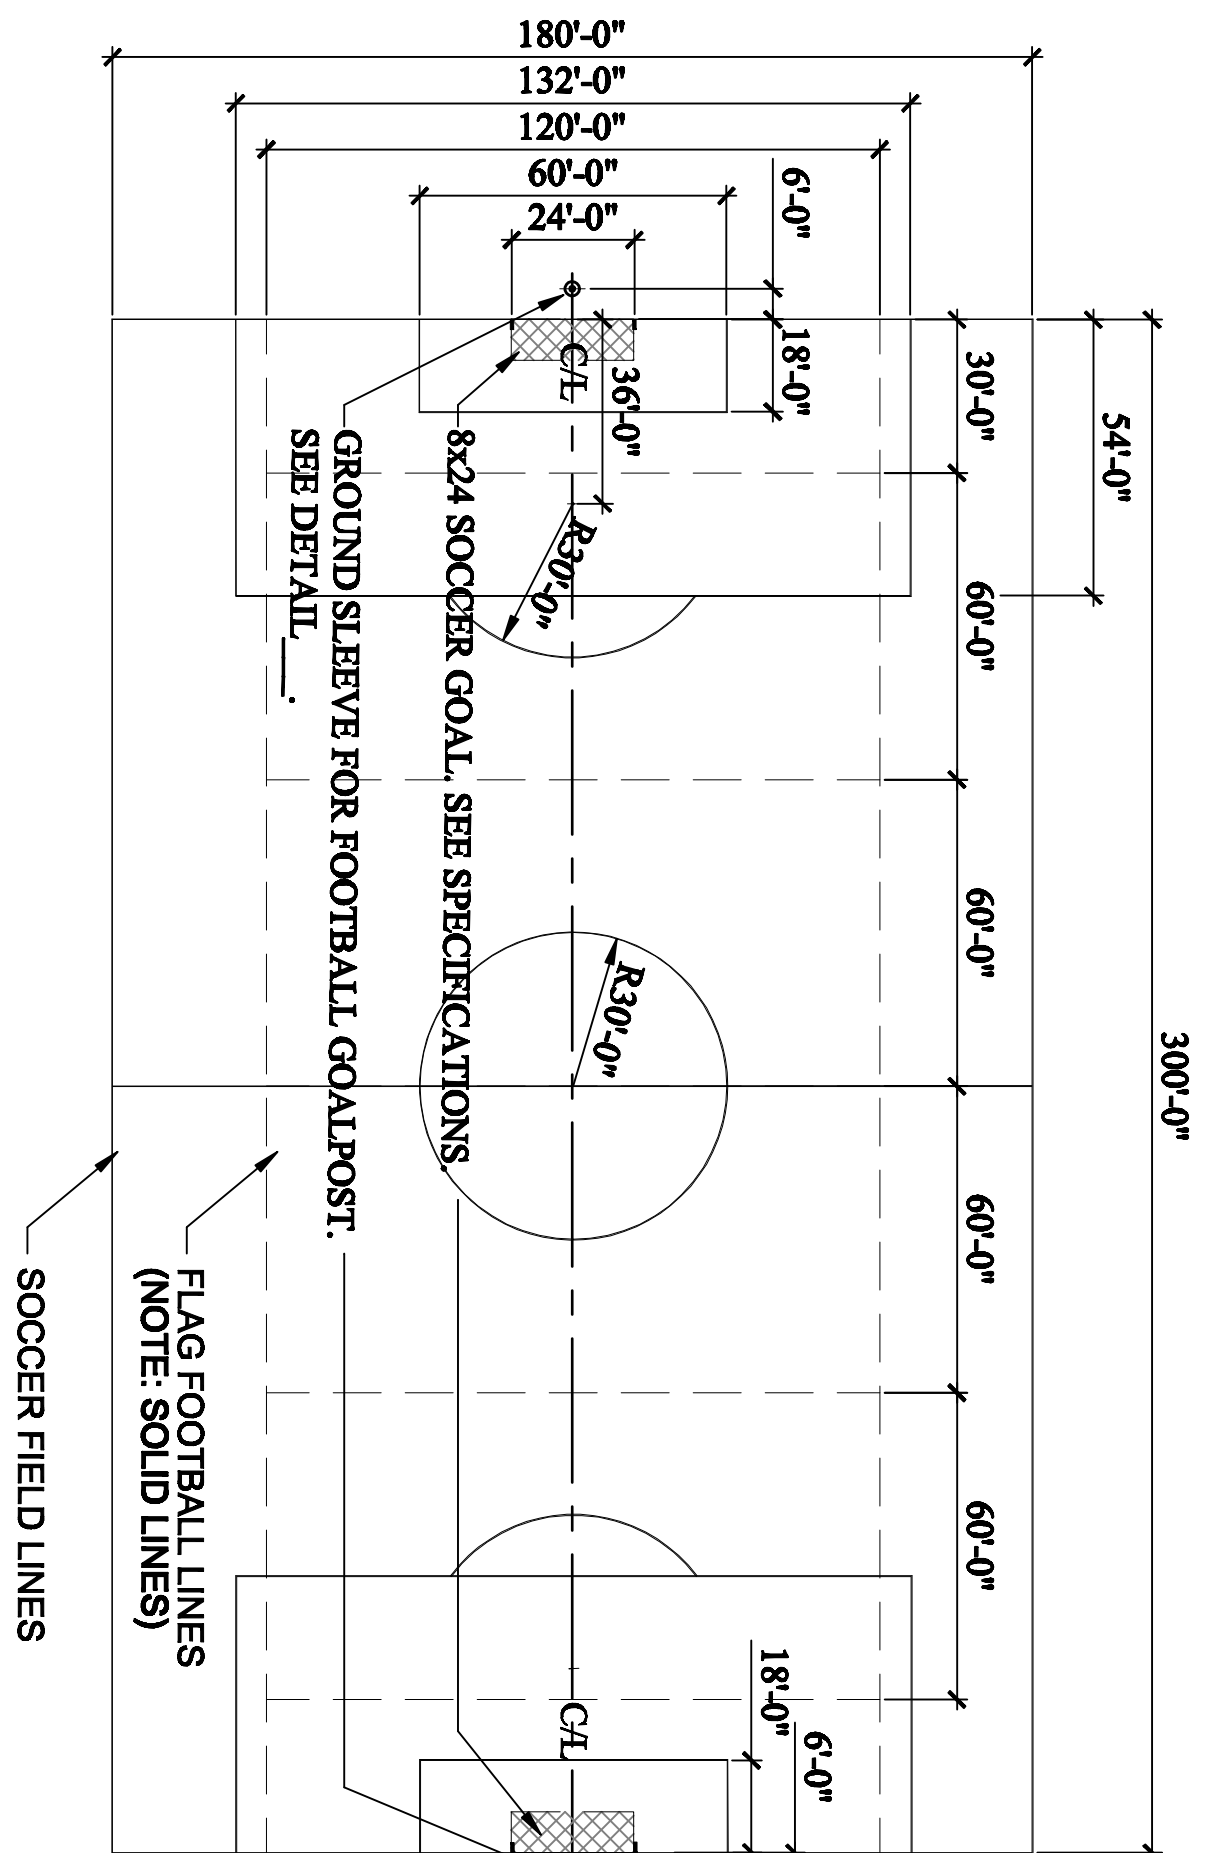 180'-0"
132'-0"
120'-0"
60'-0"
24'-0"
6'-0"
18'-0"
30'-0"
54'-0"
36'-0"
C/L
R30'-0"
60'-0"
60'-0"
300'-0"
R30'-0"
60'-0"
60'-0"
8x24 SOCCER GOAL. SEE SPECIFICATIONS.
GROUND SLEEVE FOR FOOTBALL GOALPOST.
SEE DETAIL ____.
FLAG FOOTBALL LINES
(NOTE: SOLID LINES)
SOCCER FIELD LINES
C/L
18'-0"
6'-0"